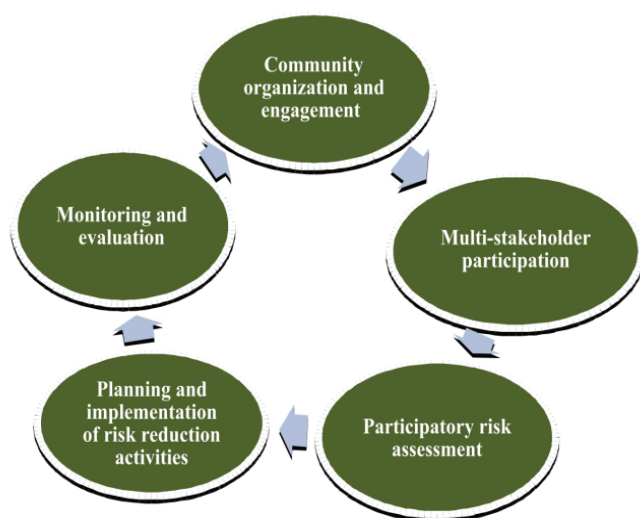 Community
organization and
engagement
Multi-stakeholder
participation
Participatory risk
assessment
Planning and
implementation
of risk reduction
activities
Monitoring and
evaluation